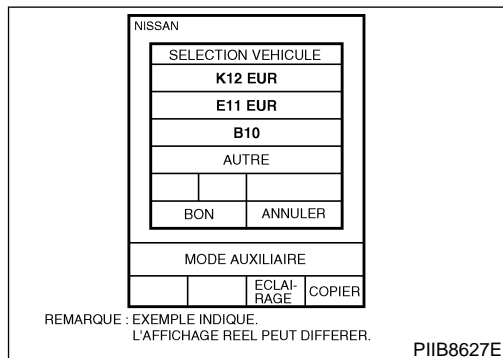 NISSAN
SELECTION VEHICULE
K12 EUR
E11 EUR
B10
AUTRE
BON ANNULER
MODE AUXILIAIRE
ECLAI-
RAGE COPIER
REMARQUE : EXEMPLE INDIQUE.
L'AFFICHAGE REEL PEUT DIFFERER.
PIIB8627E